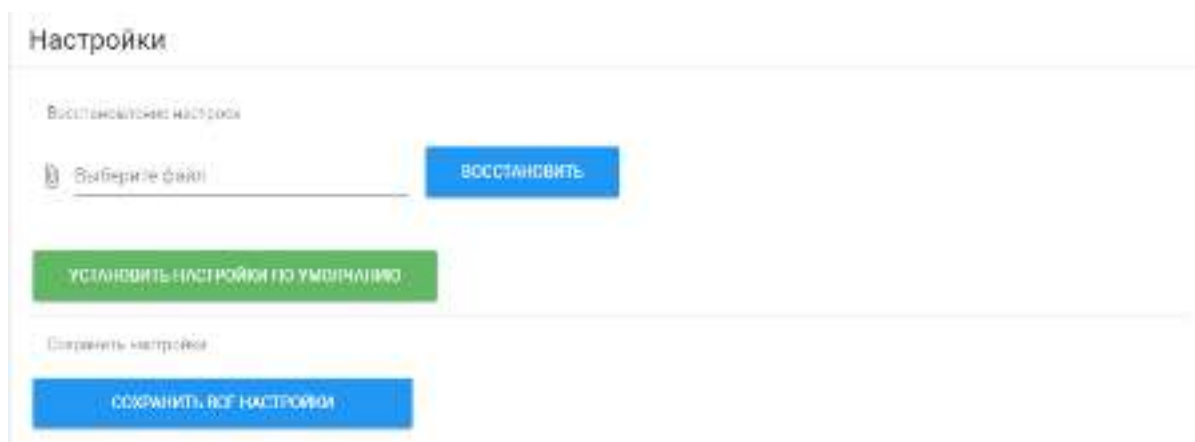 Настройки
Восстановление настроек
Выберите файл
ВОССТАНОВИТЬ
УСТАНОВИТЬ НАСТРОЙКИ ПО УМОЛЧАНИЮ
Сохранить настройки
СОХРАНИТЬ ВСЕ НАСТРОЙКИ